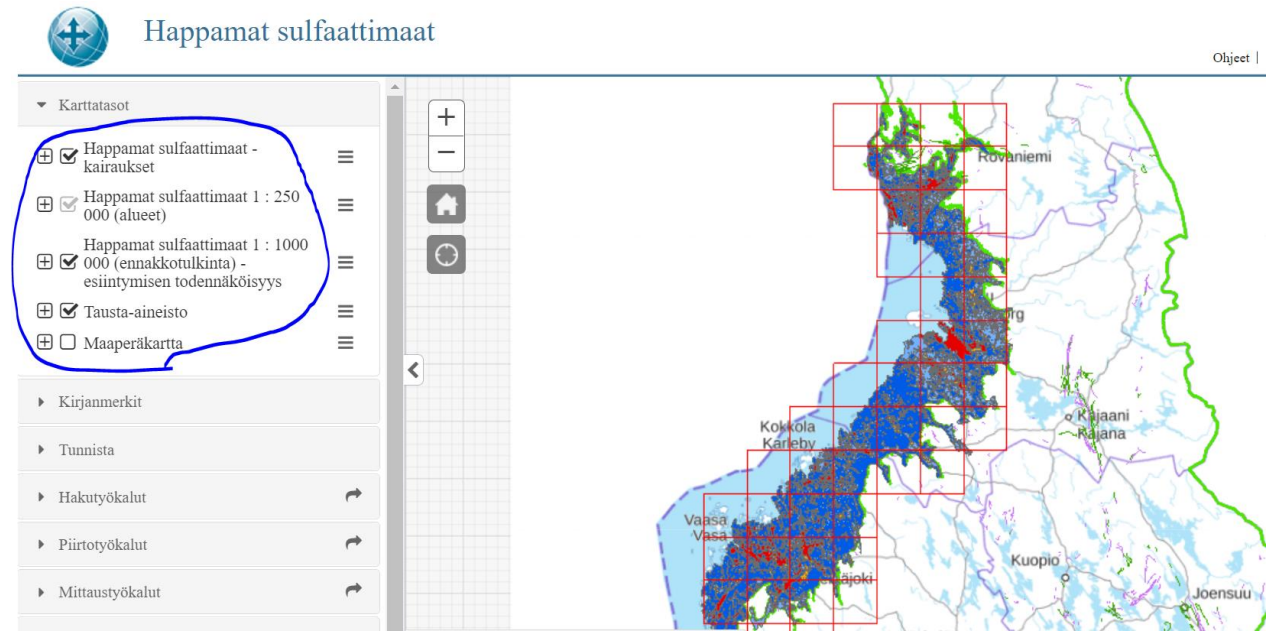 Happamat sulfaattimaat
Ohjeet |
Karttatasot
Happamat sulfaattimaat -
kairaukset
Happamat sulfaattimaat 1 : 250
000 (alueet)
Happamat sulfaattimaat 1 : 1000
000 (ennakkotulkinta) -
esiintymisen todennäköisyys
Tausta-aineisto
Maaperäkartta
Kirjanmerkit
Tunnista
Hakutyökalut
Piirtotyökalut
Mittaustyökalut
Rovaniemi
Kajaani
Kajana
Kokkola
Karleby
Vaasa
Vasa
Kuopio
Joensuu